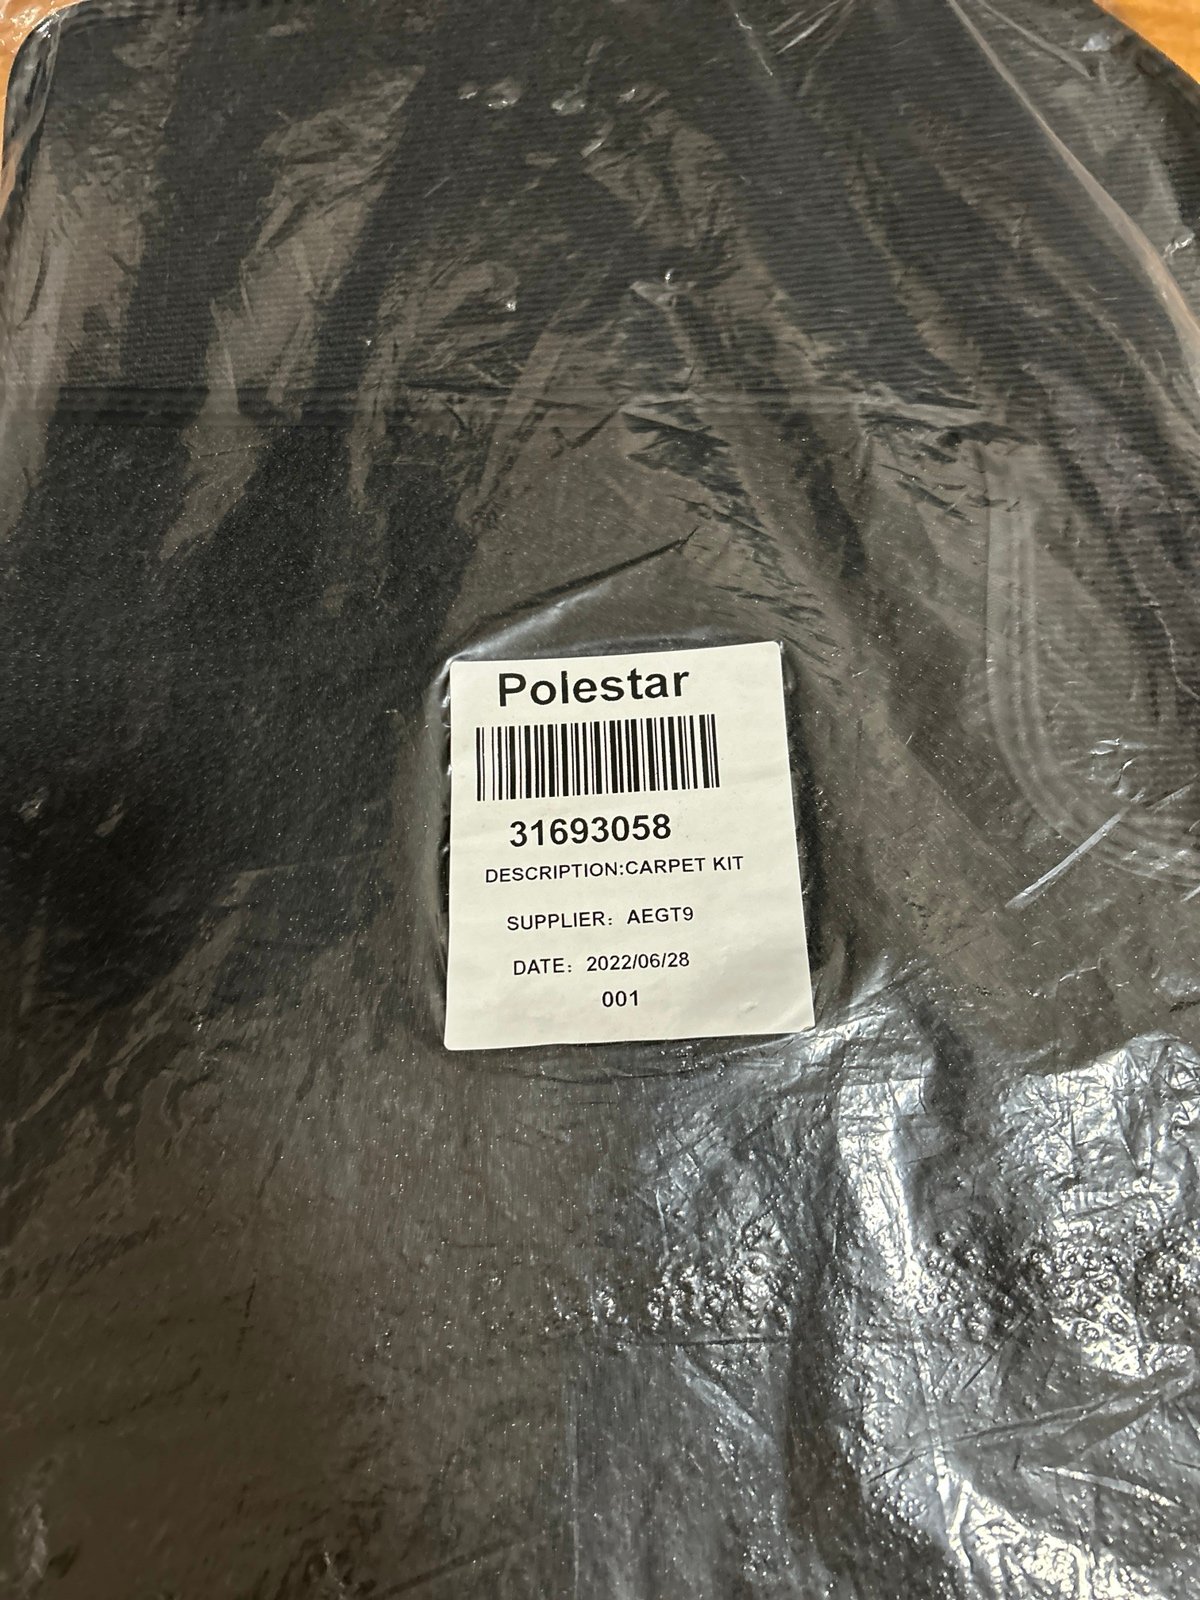 Polestar
31693058
DESCRIPTION:CARPET KIT
SUPPLIER： AEGT9
DATE： 2022/06/28
001